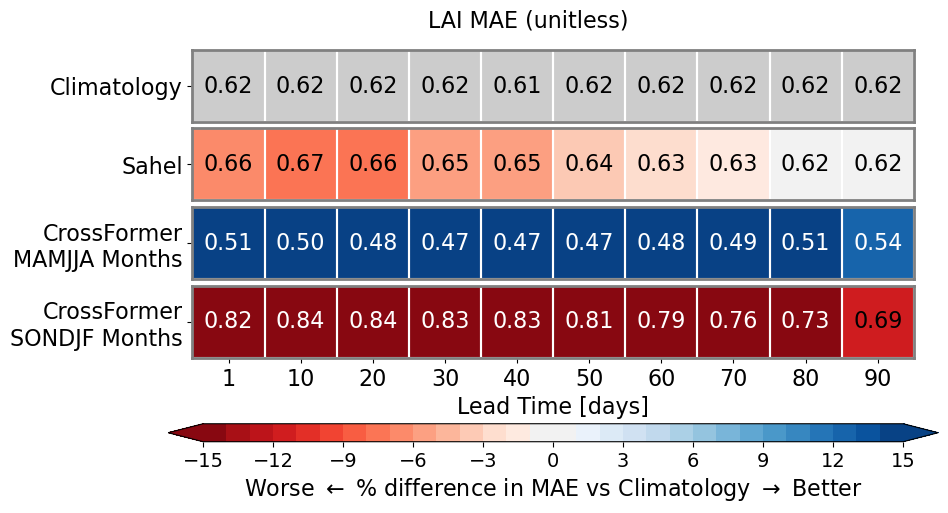 LAI MAE (unitless)
Climatology 0.62 0.62 0.62 0.62 0.61 0.62 0.62 0.62 0.62 0.62
Sahel 0.66 0.67 0.66 0.65 0.65 0.64 0.63 0.63 0.62 0.62
CrossFormer
MAMJJA Months 0.51 0.50 0.48 0.47 0.47 0.47 0.48 0.49 0.51 0.54
CrossFormer
SONDJF Months 0.82 0.84 0.84 0.83 0.83 0.81 0.79 0.76 0.73 0.69
1 10 20 30 40 50 60 70 80 90
Lead Time [days]
−15 −12 −9 −6 −3 0 3 6 9 12 15
Worse ← % difference in MAE vs Climatology → Better